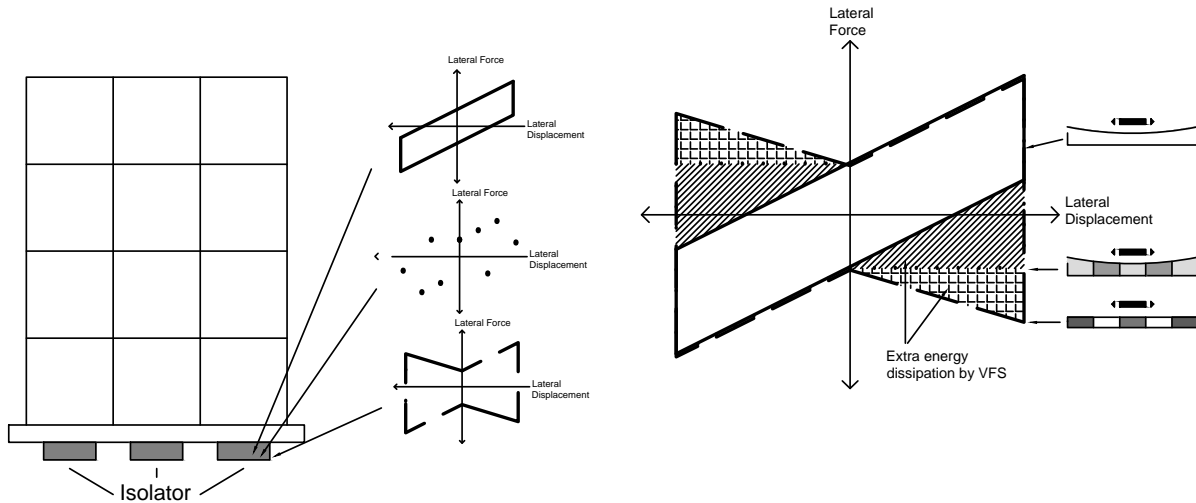 Isolator
Lateral Force
Lateral
Displacement
Lateral Force
Lateral
Displacement
Lateral Force
Lateral
Displacement
Lateral
Force
Lateral
Displacement
Extra energy
dissipation by VFS